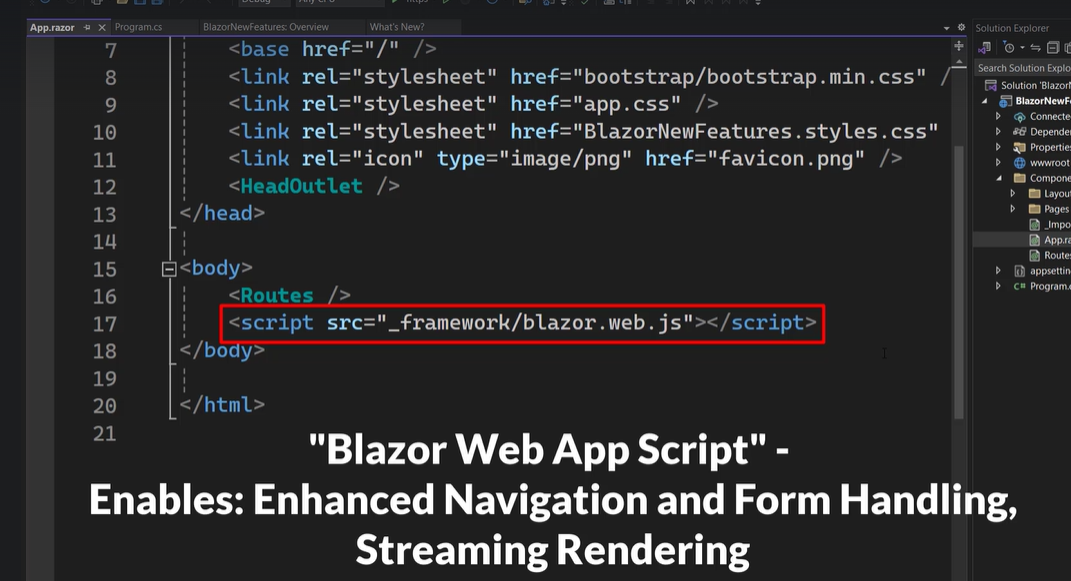 App.razor
Program.cs
BlazorNewFeatures: Overview
What's New?
Solution Explorer
Search Solution Explo
7 <base href="/" />
8 <link rel="stylesheet" href="bootstrap/bootstrap.min.css" /
9 <link rel="stylesheet" href="app.css" />
10 <link rel="stylesheet" href="BlazorNewFeatures.styles.css"
11 <link rel="icon" type="image/png" href="favicon.png" />
12 <HeadOutlet />
13 </head>
14
15 <body>
16 <Routes />
17 <script src="_framework/blazor.web.js"></script>
18 </body>
19
20 </html>
21
Solution 'Blazor
BlazorNewFe
Connecte
Depende
Properties
wwwroot
Compone
Layou
Pages
_Impo
App.ra
Route
appsettin
C# Program.c
"Blazor Web App Script" -
Enables: Enhanced Navigation and Form Handling,
Streaming Rendering